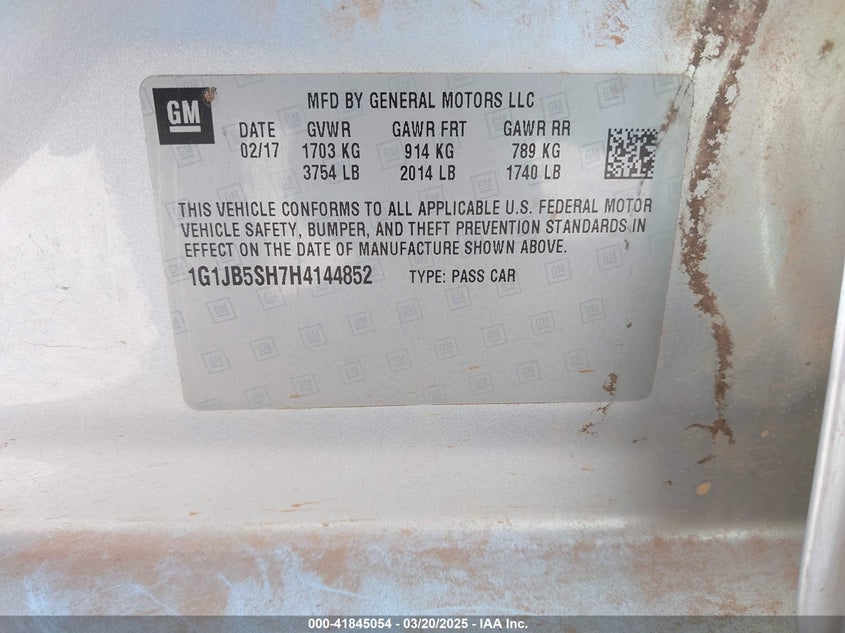 GM
MFD BY GENERAL MOTORS LLC
DATE GVWR GAWR FRT GAWR RR
02/17 1703 KG 914 KG 789 KG
3754 LB 2014 LB 1740 LB
THIS VEHICLE CONFORMS TO ALL APPLICABLE U.S. FEDERAL MOTOR
VEHICLE SAFETY, BUMPER, AND THEFT PREVENTION STANDARDS IN
EFFECT ON THE DATE OF MANUFACTURE SHOWN ABOVE.
1G1JB5SH7H4144852 TYPE: PASS CAR
000-41845054 - 03/20/2025 - IAA Inc.